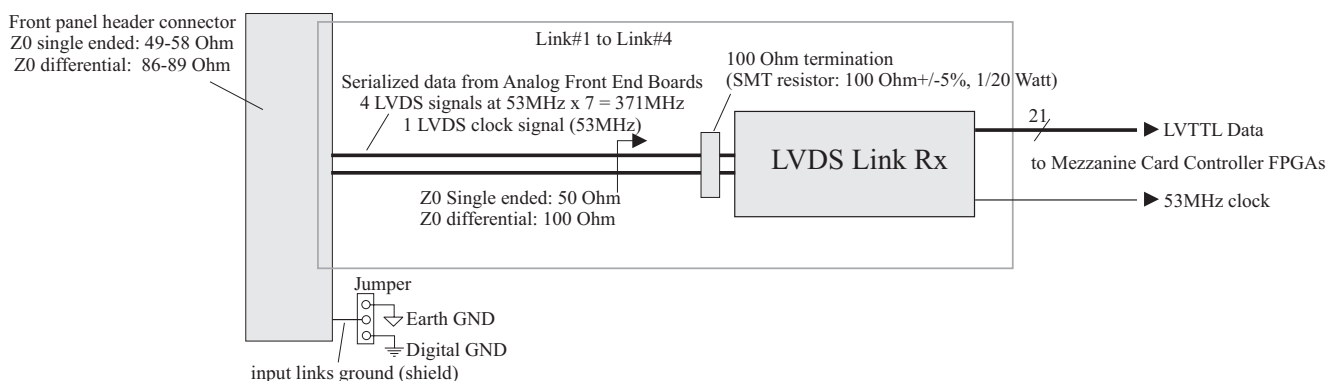 Front panel header connector
Z0 single ended: 49-58 Ohm
Z0 differential: 86-89 Ohm
Link#1 to Link#4
Serialized data from Analog Front End Boards
4 LVDS signals at 53MHz x 7 = 371MHz
1 LVDS clock signal (53MHz)
100 Ohm termination
(SMT resistor: 100 Ohm+/-5%, 1/20 Watt)
LVDS Link Rx
21
LVTTL Data
to Mezzanine Card Controller FPGAs
53MHz clock
Z0 Single ended: 50 Ohm
Z0 differential: 100 Ohm
Jumper
Earth GND
Digital GND
input links ground (shield)